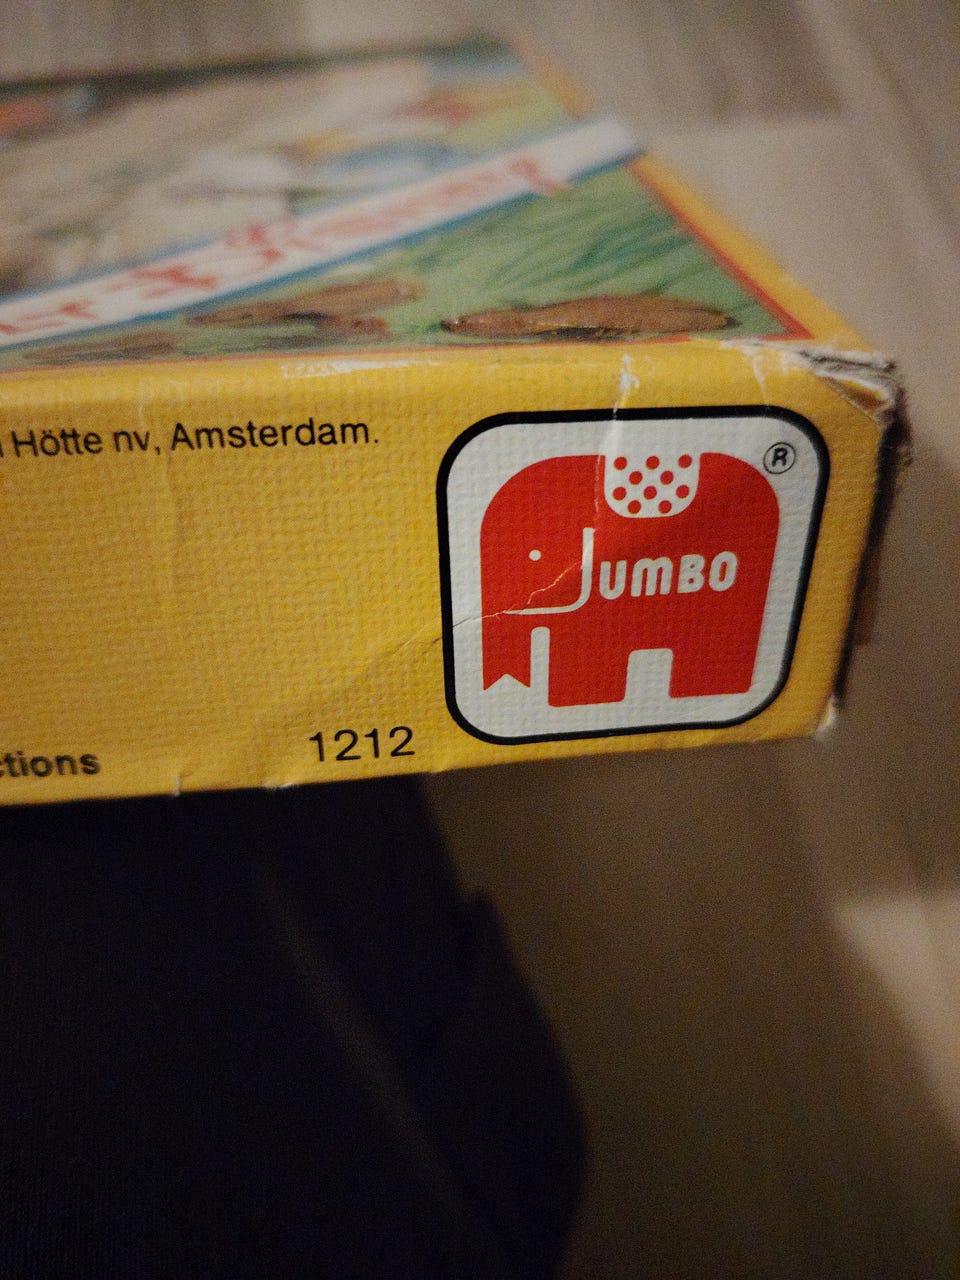 Hötte nv, Amsterdam.
®
JUMBO
1212
ctions